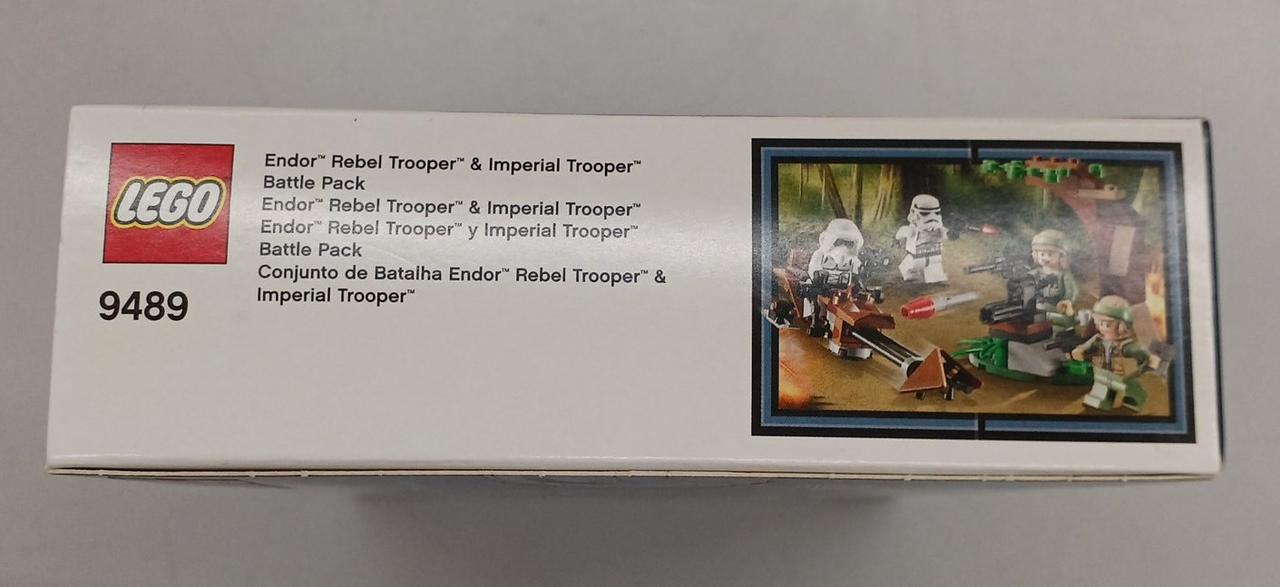 LEGO
9489
Endor™ Rebel Trooper™ & Imperial Trooper™
Battle Pack
Endor™ Rebel Trooper™ & Imperial Trooper™
Endor™ Rebel Trooper™ y Imperial Trooper™
Battle Pack
Conjunto de Batalha Endor™ Rebel Trooper™ &
Imperial Trooper™